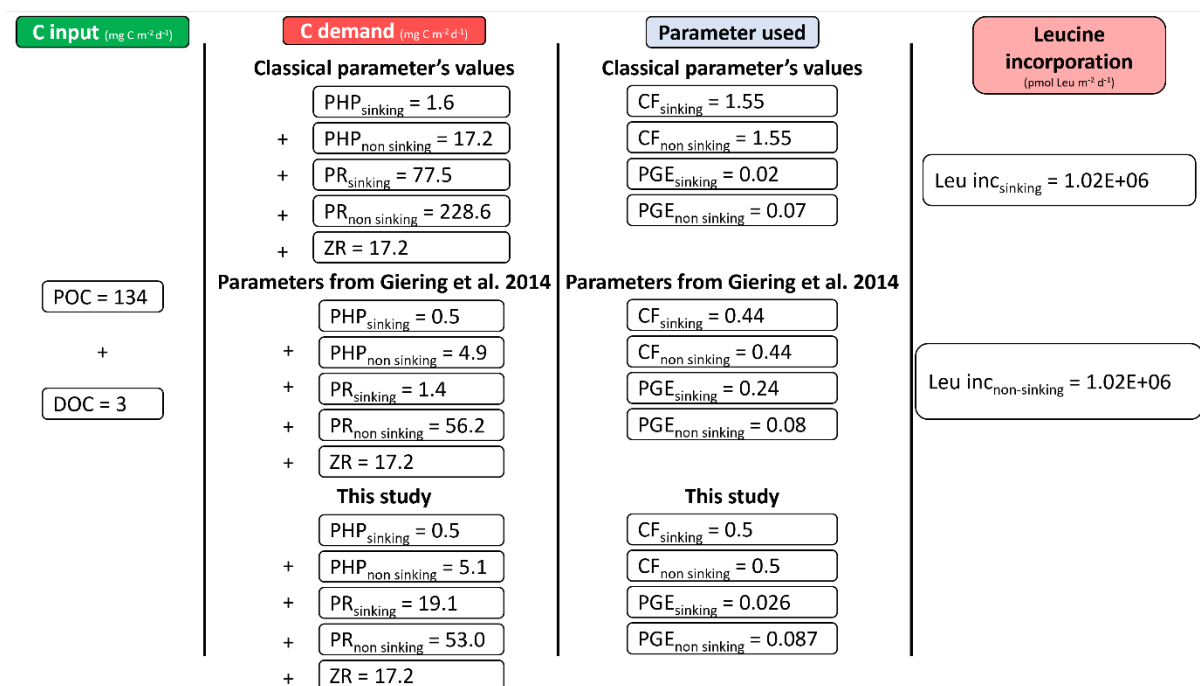 C input (mg C m⁻² d⁻¹)
POC = 134
+
DOC = 3
C demand (mg C m⁻² d⁻¹)
Classical parameter's values
PHPsinking = 1.6
+ PHPnon sinking = 17.2
+ PRsinking = 77.5
+ PRnon sinking = 228.6
+ ZR = 17.2
Parameters from Giering et al. 2014
PHPsinking = 0.5
+ PHPnon sinking = 4.9
+ PRsinking = 1.4
+ PRnon sinking = 56.2
+ ZR = 17.2
This study
PHPsinking = 0.5
+ PHPnon sinking = 5.1
+ PRsinking = 19.1
+ PRnon sinking = 53.0
+ ZR = 17.2
Parameter used
Classical parameter's values
CFsinking = 1.55
CFnon sinking = 1.55
PGEsinking = 0.02
PGEnon sinking = 0.07
Parameters from Giering et al. 2014
CFsinking = 0.44
CFnon sinking = 0.44
PGEsinking = 0.24
PGEnon sinking = 0.08
This study
CFsinking = 0.5
CFnon sinking = 0.5
PGEsinking = 0.026
PGEnon sinking = 0.087
Leucine
incorporation
(pmol Leu m⁻² d⁻¹)
Leu incsinking = 1.02E+06
Leu incnon-sinking = 1.02E+06